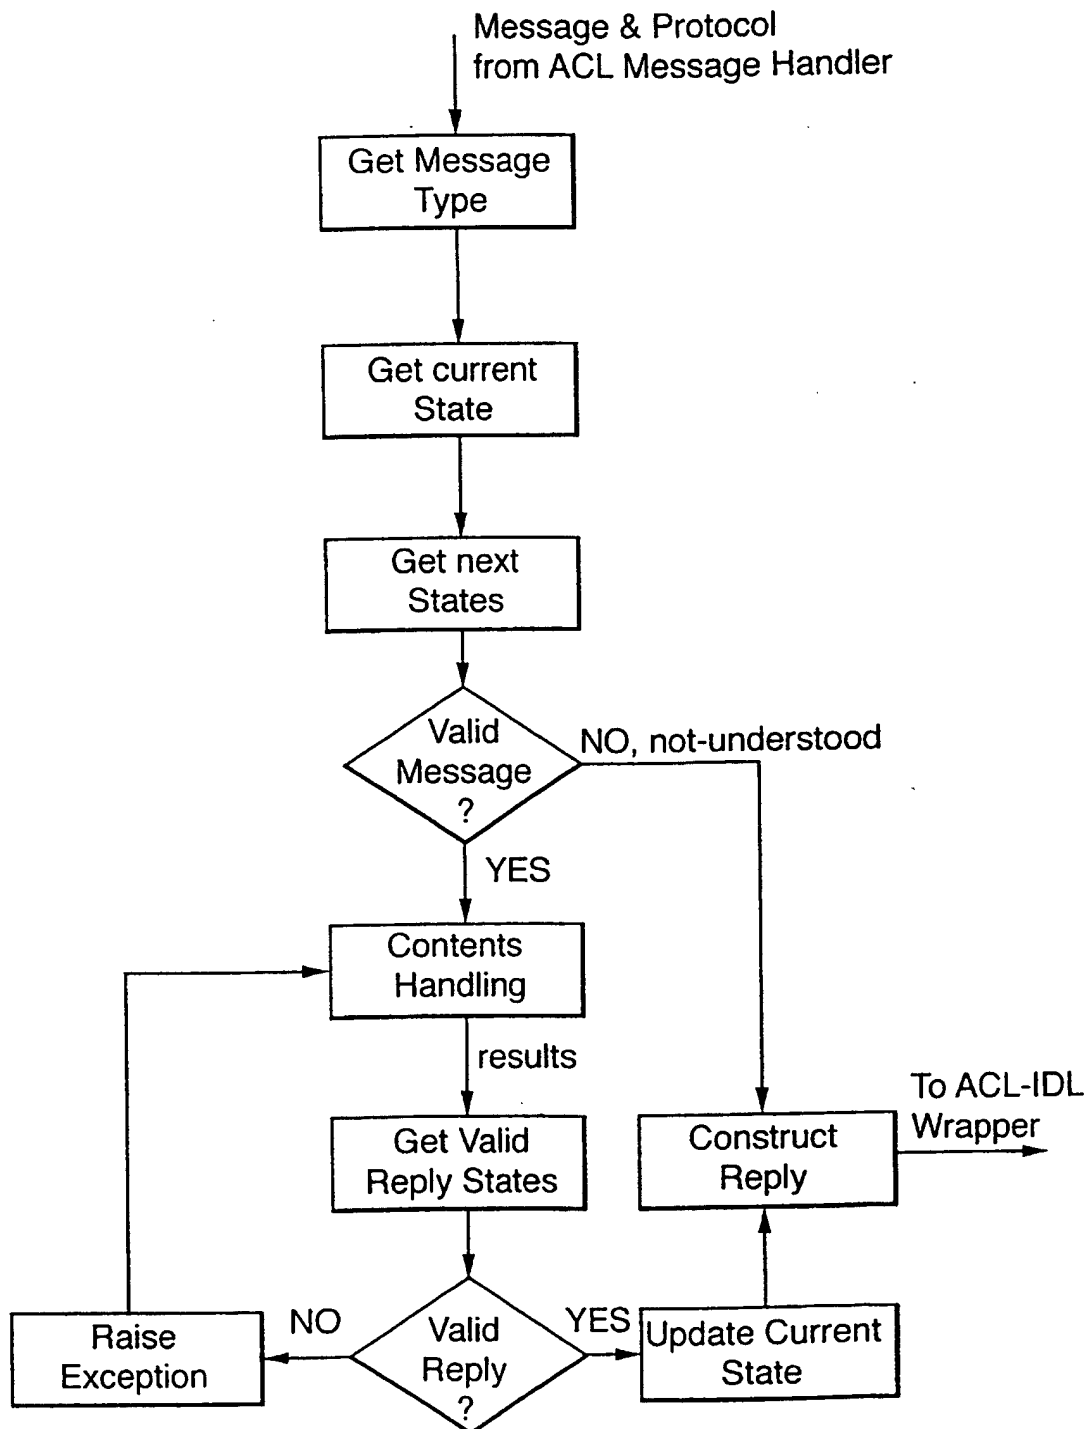 Message & Protocol
from ACL Message Handler
Get Message
Type
Get current
State
Get next
States
Valid
Message
?
NO, not-understood
YES
Contents
Handling
results
Get Valid
Reply States
Construct
Reply
To ACL-IDL
Wrapper
Raise
Exception
NO
Valid
Reply
?
YES
Update Current
State